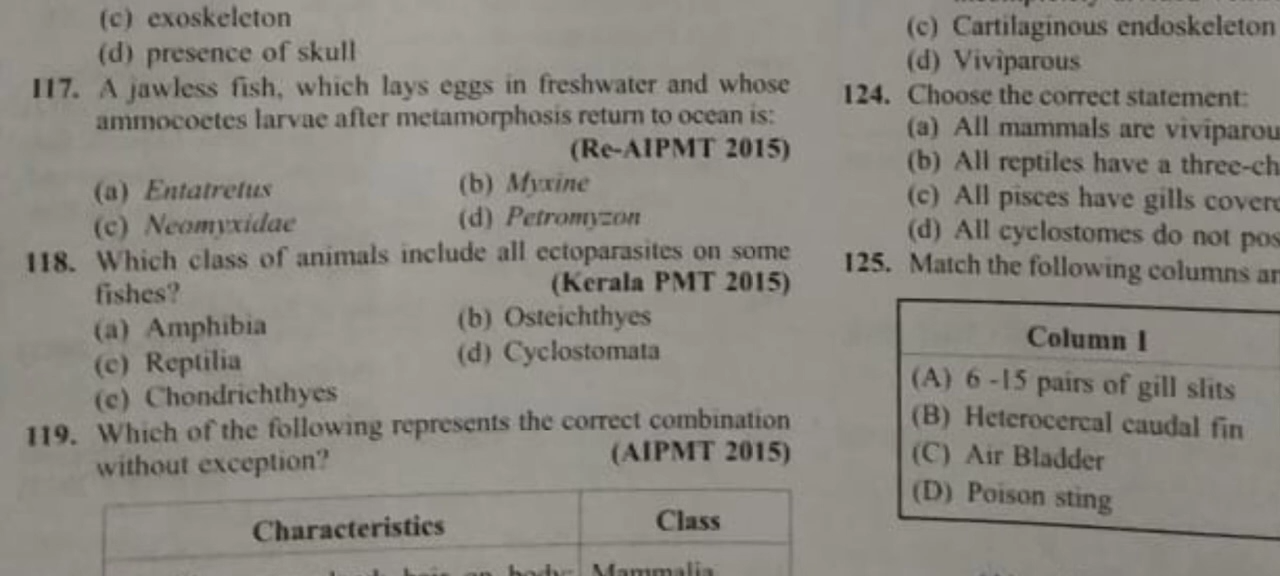 (c) exoskeleton
(d) presence of skull
117. A jawless fish, which lays eggs in freshwater and whose
ammocoetes larvae after metamorphosis return to ocean is:
(Re-AIPMT 2015)
(a) Entatretus
(b) Myxine
(c) Neomyxidae
(d) Petromyzon
118. Which class of animals include all ectoparasites on some
fishes?
(Kerala PMT 2015)
(a) Amphibia
(b) Osteichthyes
(c) Reptilia
(d) Cyclostomata
(e) Chondrichthyes
119. Which of the following represents the correct combination
without exception?
(AIPMT 2015)
Characteristics
Class
hair on body;
Mammalia
(c) Cartilaginous endoskeleton
(d) Viviparous
124. Choose the correct statement:
(a) All mammals are viviparou
(b) All reptiles have a three-ch
(c) All pisces have gills covere
(d) All cyclostomes do not pos
125. Match the following columns an
Column I
(A) 6 -15 pairs of gill slits
(B) Heterocercal caudal fin
(C) Air Bladder
(D) Poison sting